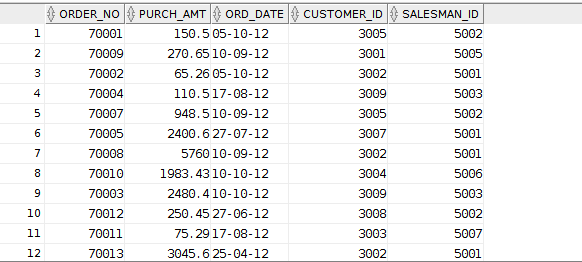 ORDER_NO PURCH_AMT ORD_DATE CUSTOMER_ID SALESMAN_ID
1 70001 150.5 05-10-12 3005 5002
2 70009 270.65 10-09-12 3001 5005
3 70002 65.26 05-10-12 3002 5001
4 70004 110.5 17-08-12 3009 5003
5 70007 948.5 10-09-12 3005 5002
6 70005 2400.6 27-07-12 3007 5001
7 70008 5760 10-09-12 3002 5001
8 70010 1983.43 10-10-12 3004 5006
9 70003 2480.4 10-10-12 3009 5003
10 70012 250.45 27-06-12 3008 5002
11 70011 75.29 17-08-12 3003 5007
12 70013 3045.6 25-04-12 3002 5001